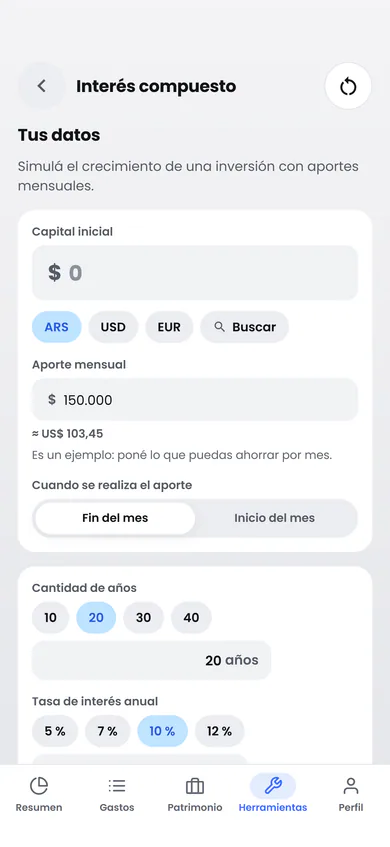 Interés compuesto
Tus datos
Simulá el crecimiento de una inversión con aportes
mensuales.
Capital inicial
$ 0
ARS USD EUR Buscar
Aporte mensual
$ 150.000
≈ US$ 103,45
Es un ejemplo: poné lo que puedas ahorrar por mes.
Cuando se realiza el aporte
Fin del mes Inicio del mes
Cantidad de años
10 20 30 40
20 años
Tasa de interés anual
5 % 7 % 10 % 12 %
Resumen Gastos Patrimonio Herramientas Perfil